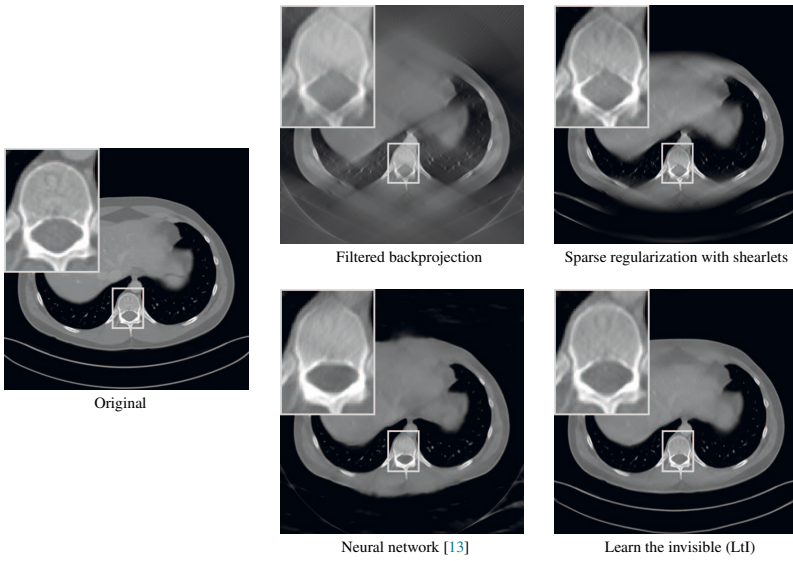 Filtered backprojection
Sparse regularization with shearlets
Original
Neural network [13]
Learn the invisible (LtI)